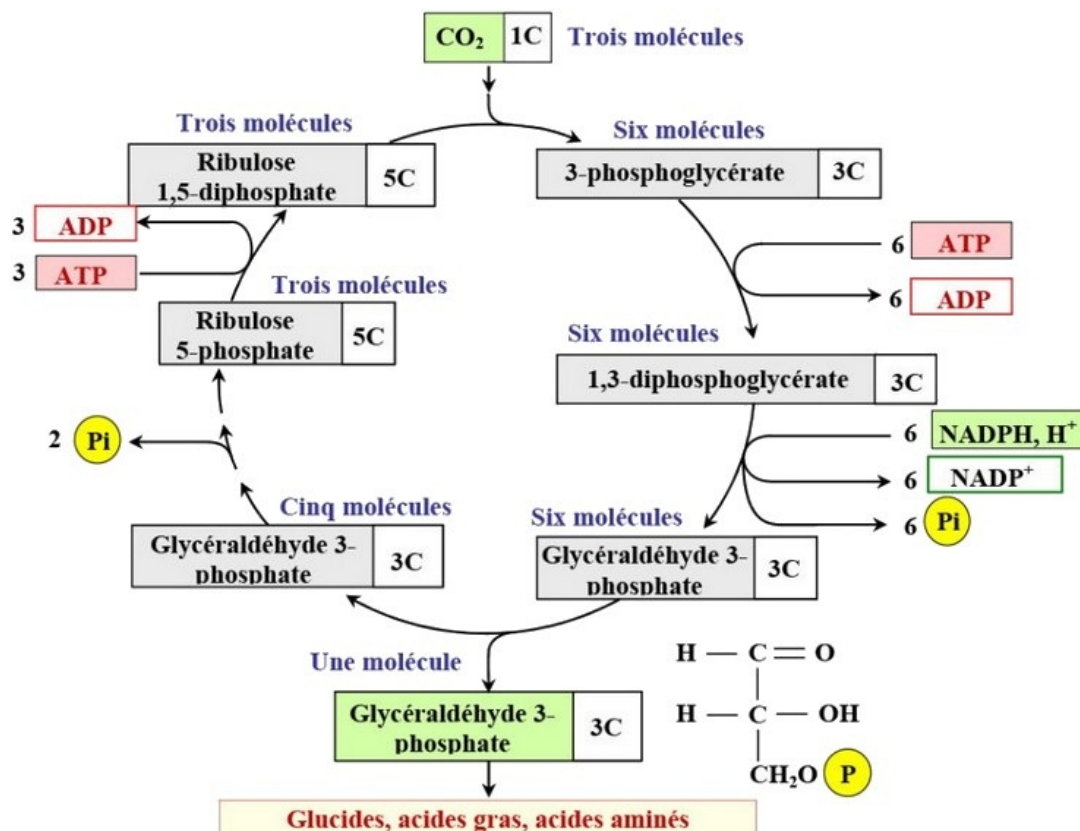 CO₂ 1C Trois molécules
Trois molécules
Six molécules
Ribulose
1,5-diphosphate
5C
3-phosphoglycérate 3C
3 ADP
3 ATP
6 ATP
6 ADP
Trois molécules
Ribulose
5-phosphate
5C
Six molécules
1,3-diphosphoglycérate 3C
2 Pi
6 NADPH, H⁺
6 NADP⁺
6 Pi
Cinq molécules
Glycéraldéhyde 3-
phosphate
3C
Six molécules
Glycéraldéhyde 3-
phosphate
3C
Une molécule
Glycéraldéhyde 3-
phosphate
3C
H — C = O
H — C — OH
CH₂O P
Glucides, acides gras, acides aminés